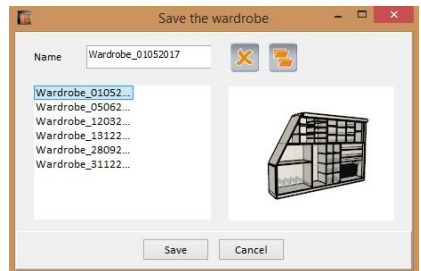 Save the wardrobe
Name
Wardrobe_01052017
Wardrobe_01052...
Wardrobe_05062...
Wardrobe_12032...
Wardrobe_13122...
Wardrobe_28092...
Wardrobe_31122...
Save
Cancel